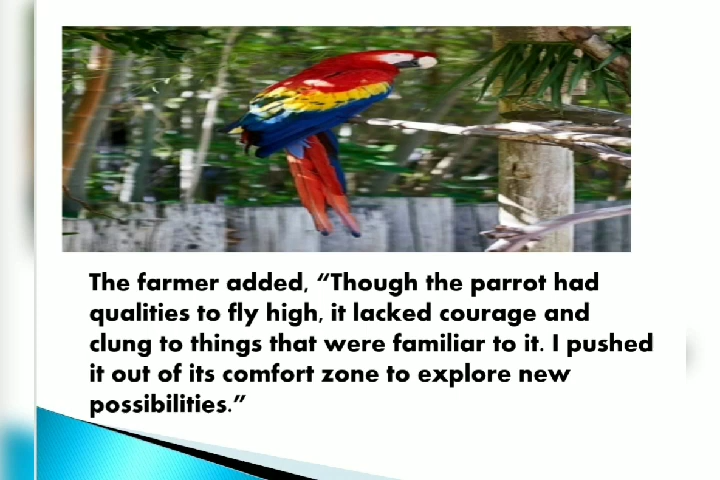 The farmer added, “Though the parrot had
qualities to fly high, it lacked courage and
clung to things that were familiar to it. I pushed
it out of its comfort zone to explore new
possibilities.”